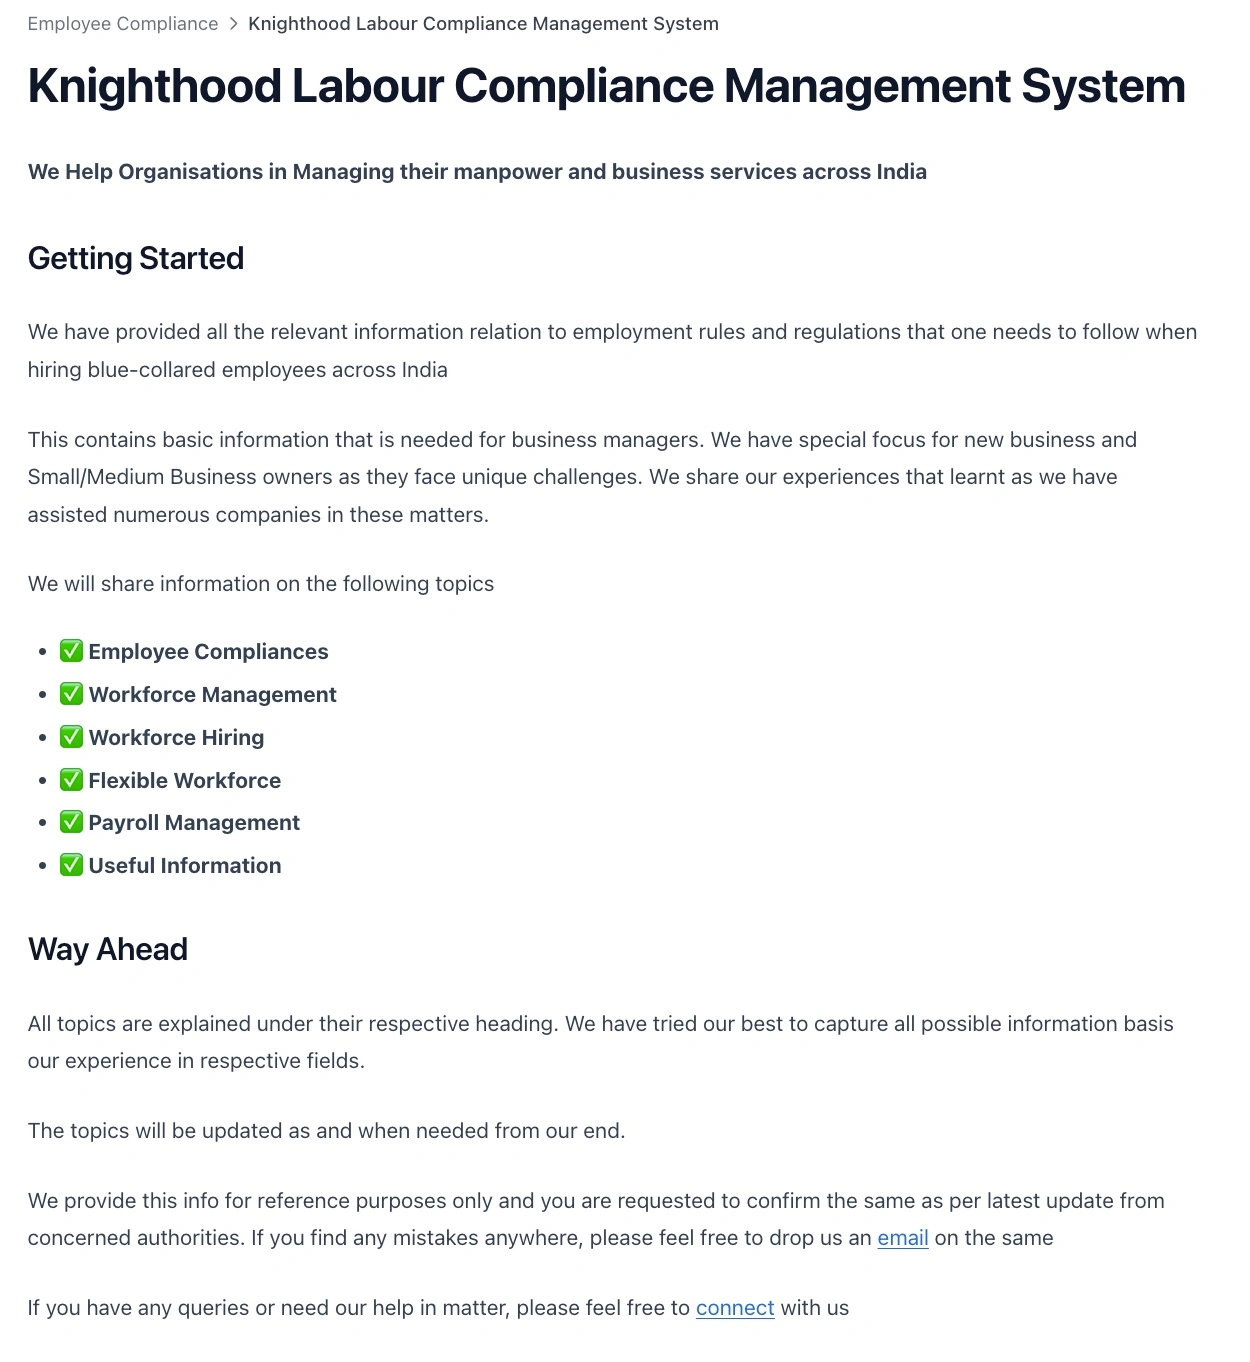 Employee Compliance > Knighthood Labour Compliance Management System
Knighthood Labour Compliance Management System
We Help Organisations in Managing their manpower and business services across India
Getting Started
We have provided all the relevant information relation to employment rules and regulations that one needs to follow when
hiring blue-collared employees across India
This contains basic information that is needed for business managers. We have special focus for new business and
Small/Medium Business owners as they face unique challenges. We share our experiences that learnt as we have
assisted numerous companies in these matters.
We will share information on the following topics
• ✅ Employee Compliances
• ✅ Workforce Management
• ✅ Workforce Hiring
• ✅ Flexible Workforce
• ✅ Payroll Management
• ✅ Useful Information
Way Ahead
All topics are explained under their respective heading. We have tried our best to capture all possible information basis
our experience in respective fields.
The topics will be updated as and when needed from our end.
We provide this info for reference purposes only and you are requested to confirm the same as per latest update from
concerned authorities. If you find any mistakes anywhere, please feel free to drop us an email on the same
If you have any queries or need our help in matter, please feel free to connect with us